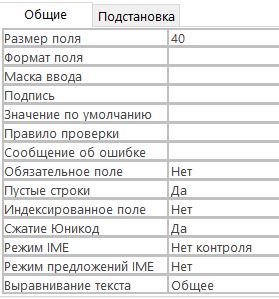 Общие Подстановка
Размер поля 40
Формат поля
Маска ввода
Подпись
Значение по умолчанию
Правило проверки
Сообщение об ошибке
Обязательное поле Нет
Пустые строки Да
Индексированное поле Нет
Сжатие Юникод Да
Режим IME Нет контроля
Режим предложений IME Нет
Выравнивание текста Общее